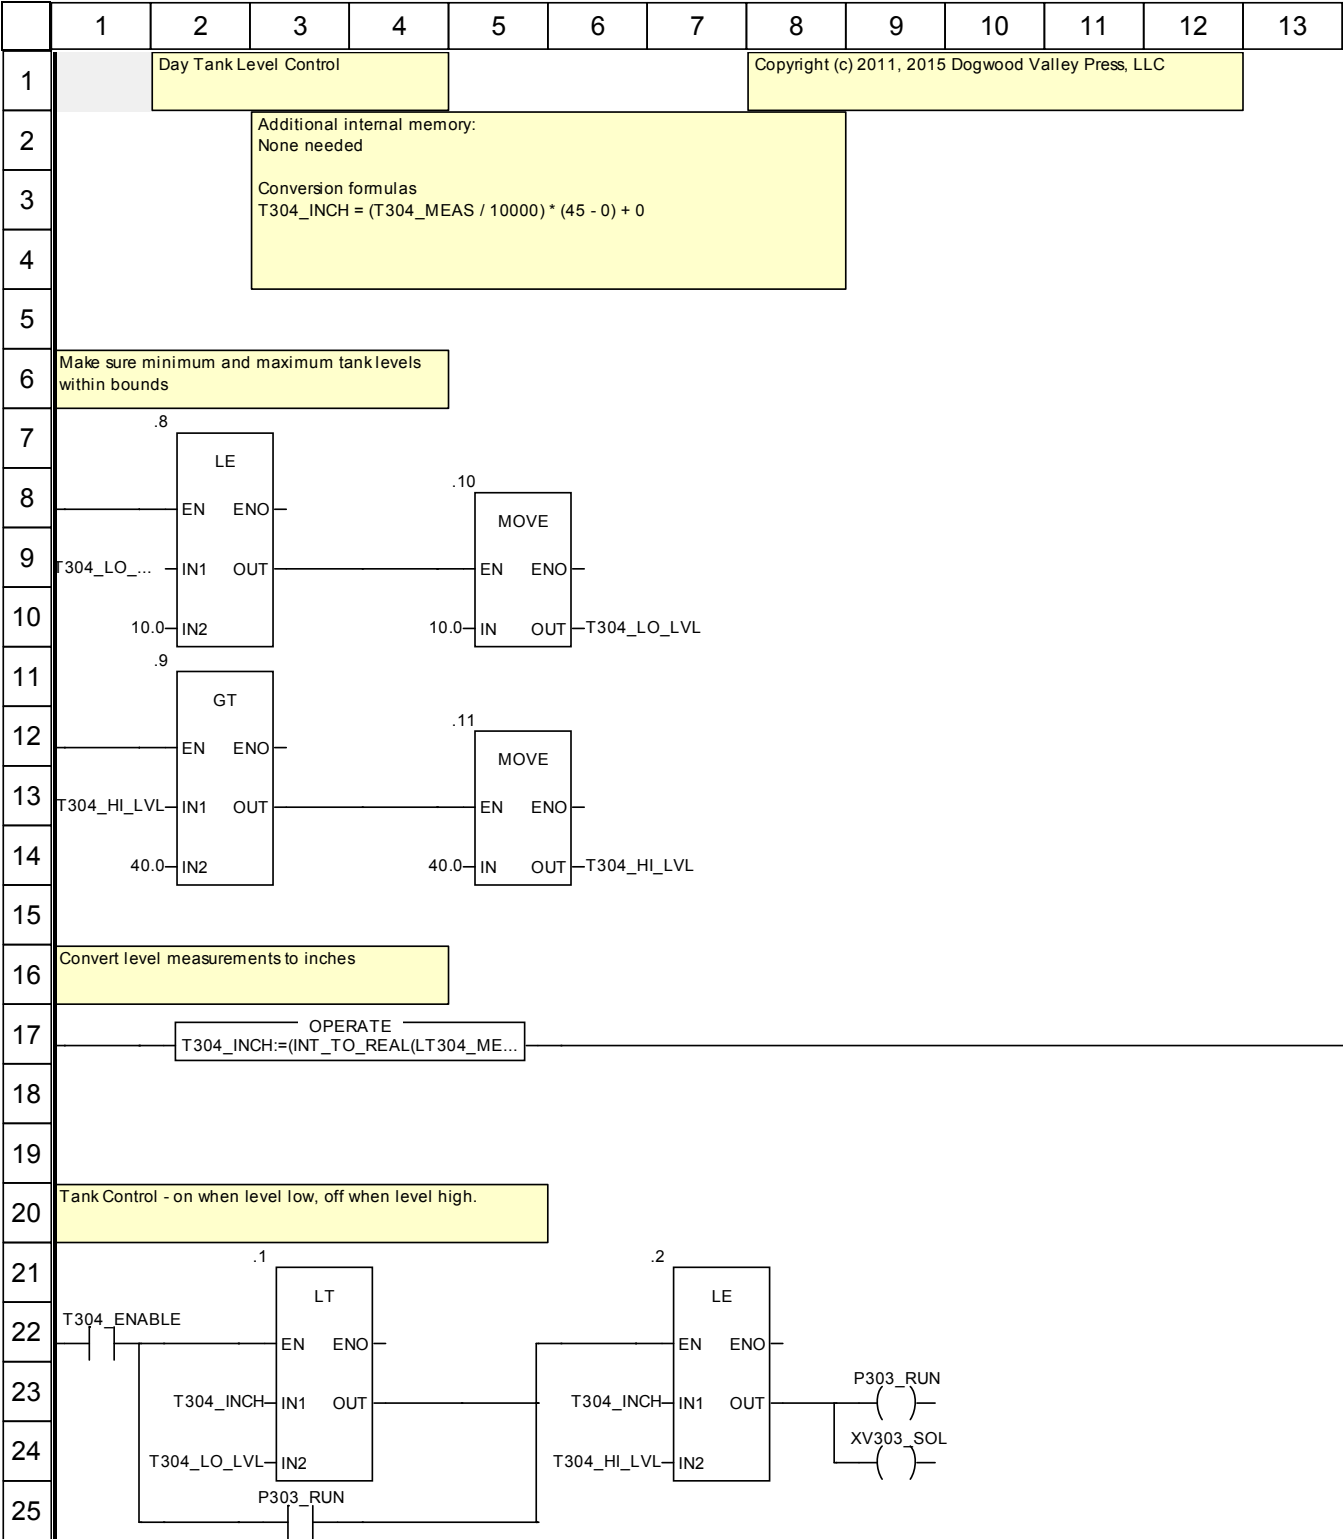 1 2 3 4 5 6 7 8 9 10 11 12 13
1
Day Tank Level Control
Copyright (c) 2011, 2015 Dogwood Valley Press, LLC
2
Additional internal memory:
None needed
3
Conversion formulas
T304_INCH = (T304_MEAS / 10000) * (45 - 0) + 0
4
5
6
Make sure minimum and maximum tank levels
within bounds
7
.8
LE
8
.10
EN ENO
MOVE
9
T304_LO_... IN1 OUT
EN ENO
10
10.0 IN2
10.0 IN OUT T304_LO_LVL
11
.9
GT
12
.11
EN ENO
MOVE
13
T304_HI_LVL IN1 OUT
EN ENO
14
40.0 IN2
40.0 IN OUT T304_HI_LVL
15
16
Convert level measurements to inches
17
OPERATE
T304_INCH:=(INT_TO_REAL(LT304_ME...
18
19
20
Tank Control - on when level low, off when level high.
21
.1
.2
LT
LE
22
T304_ENABLE
EN ENO
EN ENO
23
P303_RUN
T304_INCH IN1 OUT
T304_INCH IN1 OUT
24
XV303_SOL
T304_LO_LVL IN2
T304_HI_LVL IN2
25
P303_RUN